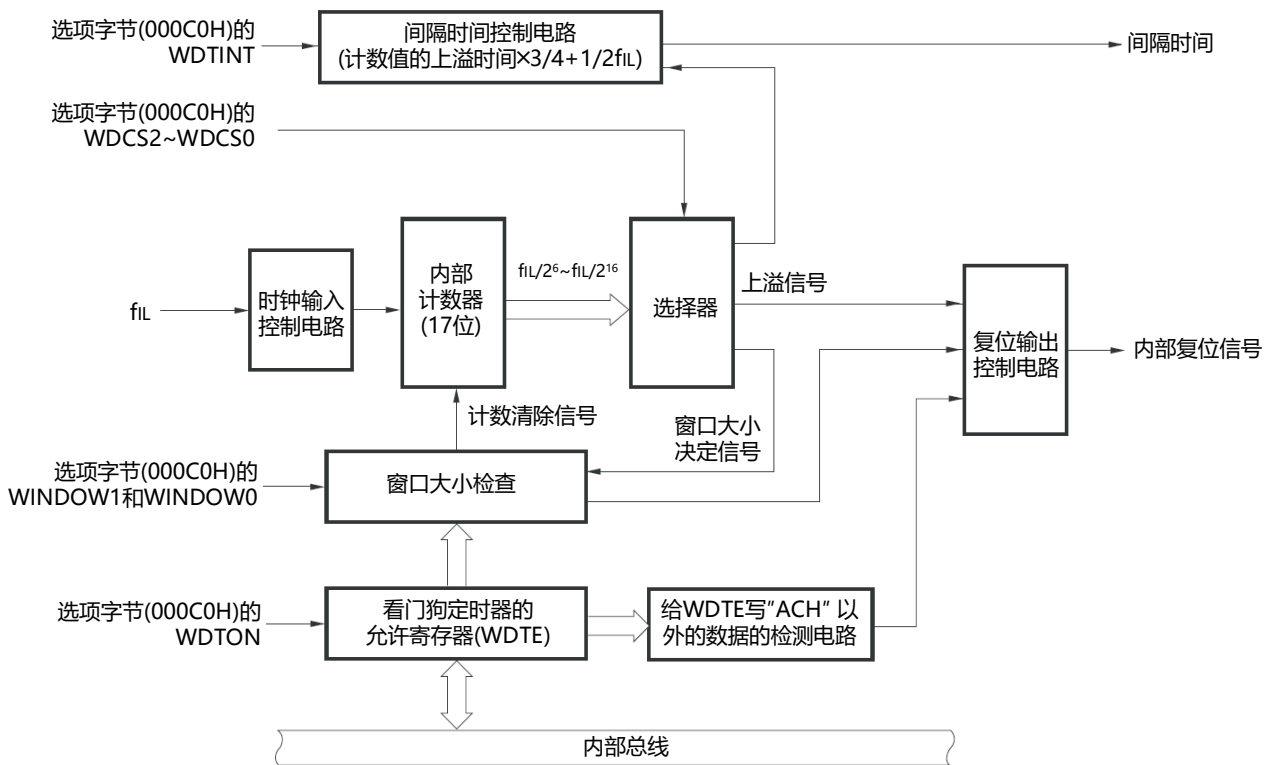 选项字节(000C0H)的
WDTINT
间隔时间控制电路
(计数值的上溢时间×3/4+1/2fIL)
间隔时间
选项字节(000C0H)的
WDCS2~WDCS0
fIL
时钟输入
控制电路
内部
计数器
(17位)
fIL/2⁶~fIL/2¹⁶
选择器
上溢信号
复位输出
控制电路
内部复位信号
计数清除信号
窗口大小
决定信号
选项字节(000C0H)的
WINDOW1和WINDOW0
窗口大小检查
选项字节(000C0H)的
WDTON
看门狗定时器的
允许寄存器(WDTE)
给WDTE写"ACH" 以
外的数据的检测电路
内部总线